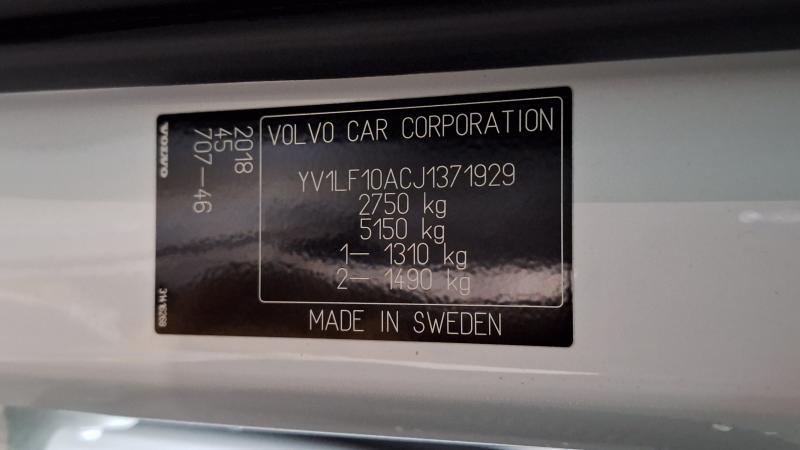 VOLVO CAR CORPORATION
YV1LF10ACJ1371929
2750 kg
5150 kg
1– 1310 kg
2– 1490 kg
MADE IN SWEDEN
2018
45
707–46
VOLVO